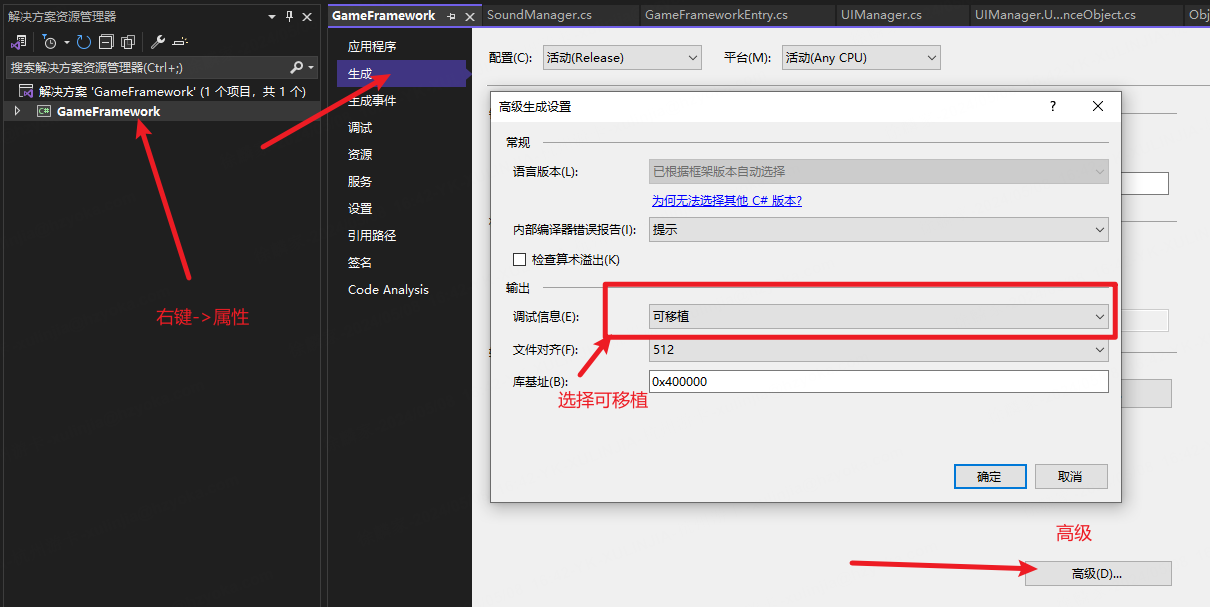 解决方案资源管理器
搜索解决方案资源管理器(Ctrl+;)
解决方案 'GameFramework' (1 个项目，共 1 个)
C# GameFramework
右键->属性
GameFramework
SoundManager.cs
GameFrameworkEntry.cs
UIManager.cs
UIManager.U...nceObject.cs
Obj
应用程序
生成
生成事件
调试
资源
服务
设置
引用路径
签名
Code Analysis
配置(C): 活动(Release) 平台(M): 活动(Any CPU)
高级生成设置
?
常规
语言版本(L): 已根据框架版本自动选择
为何无法选择其他 C# 版本?
内部编译器错误报告(I): 提示
检查算术溢出(K)
输出
调试信息(E): 可移植
文件对齐(F): 512
库基址(B): 0x400000
选择可移植
确定 取消
高级
高级(D)...